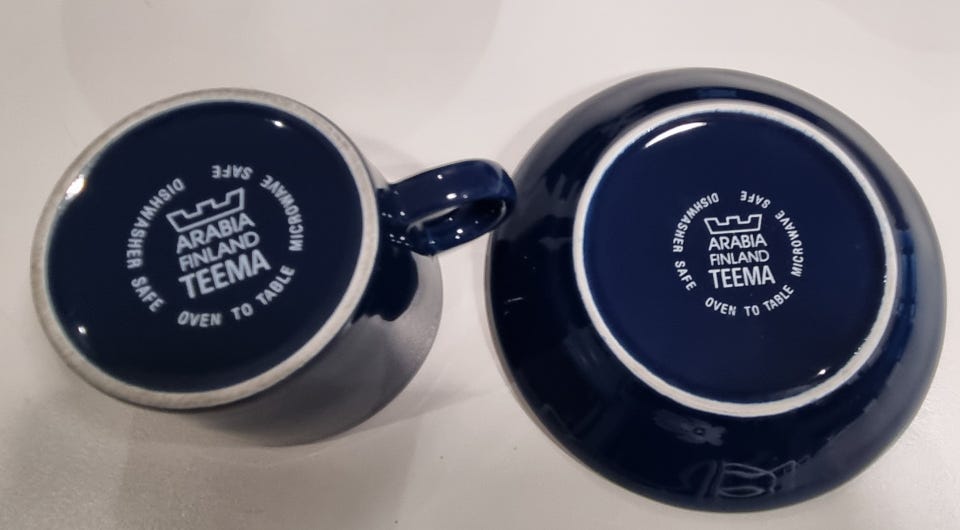 ARABIA
FINLAND
TEEMA
DISHWASHER SAFE
OVEN TO TABLE
MICROWAVE SAFE
ARABIA
FINLAND
TEEMA
DISHWASHER SAFE
OVEN TO TABLE
MICROWAVE SAFE